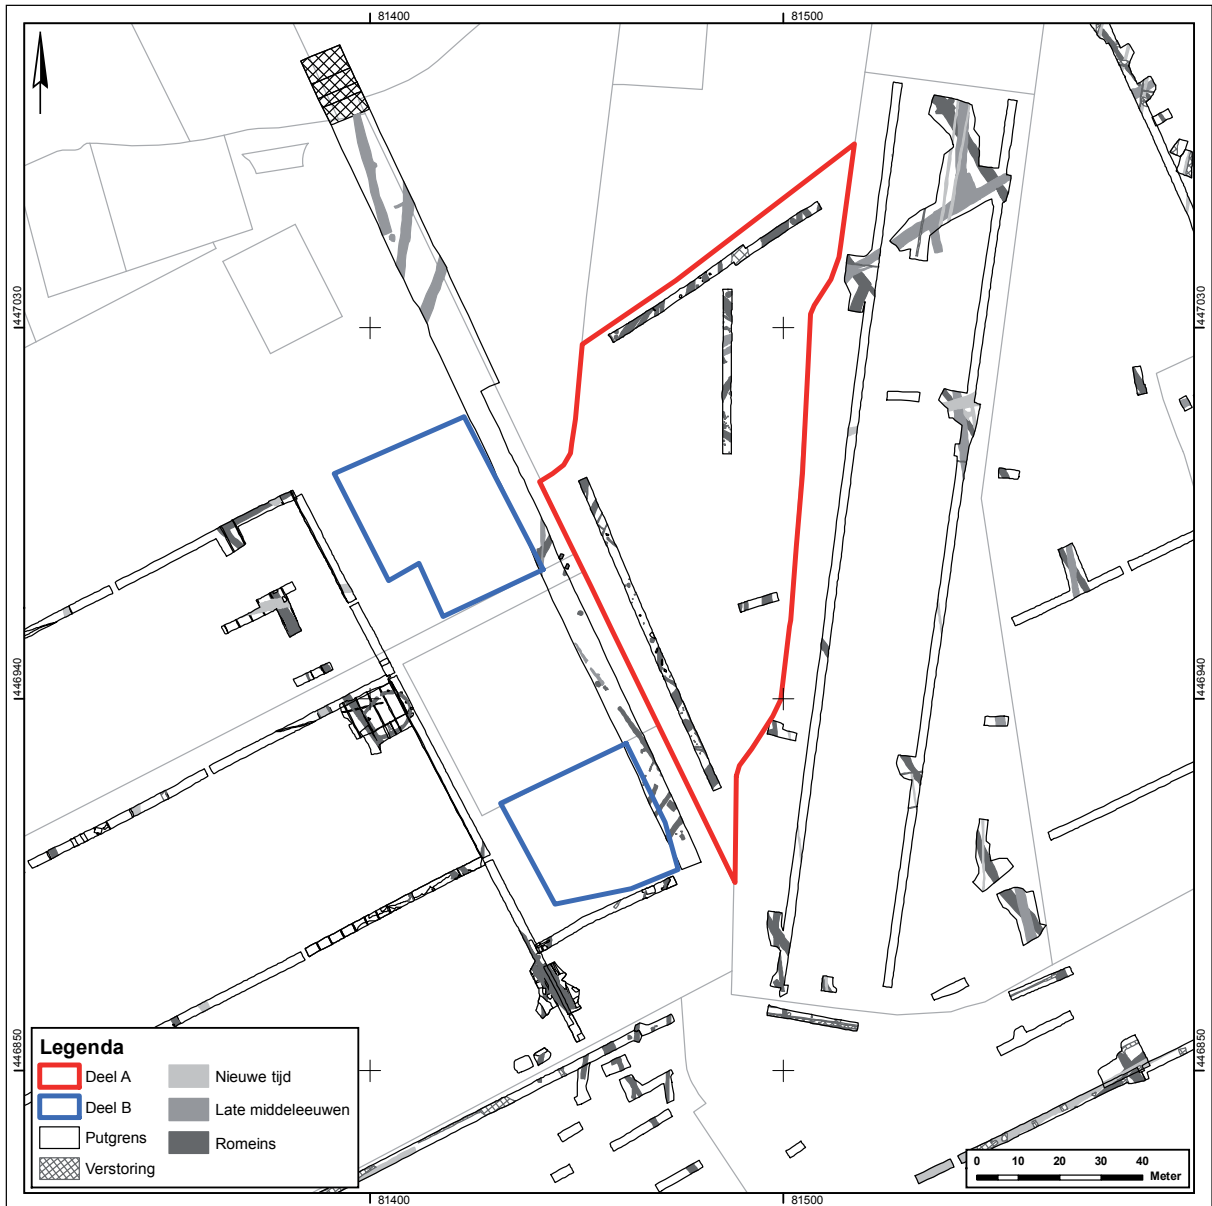 81400
81500
447030
447030
446940
446940
446850
Legenda
Deel A
Deel B
Putgrens
Verstoring
Nieuwe tijd
Late middeleeuwen
Romeins
0 10 20 30 40
Meter
81400
81500